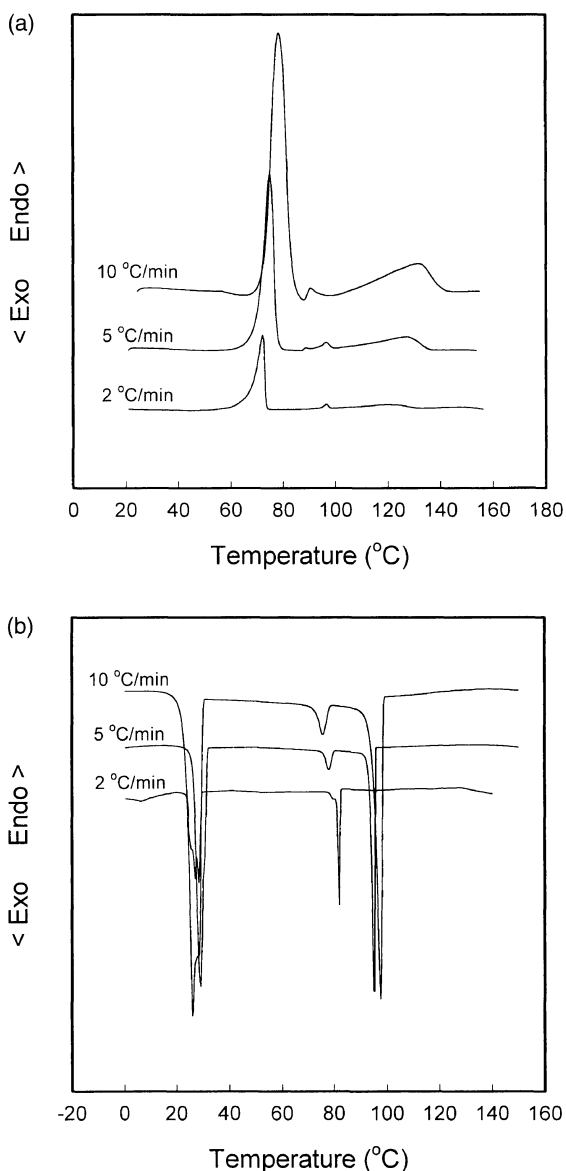 (a)
< Exo Endo >
10 °C/min
5 °C/min
2 °C/min
0 20 40 60 80 100 120 140 160 180
Temperature (°C)
(b)
< Exo Endo >
10 °C/min
5 °C/min
2 °C/min
-20 0 20 40 60 80 100 120 140 160
Temperature (°C)